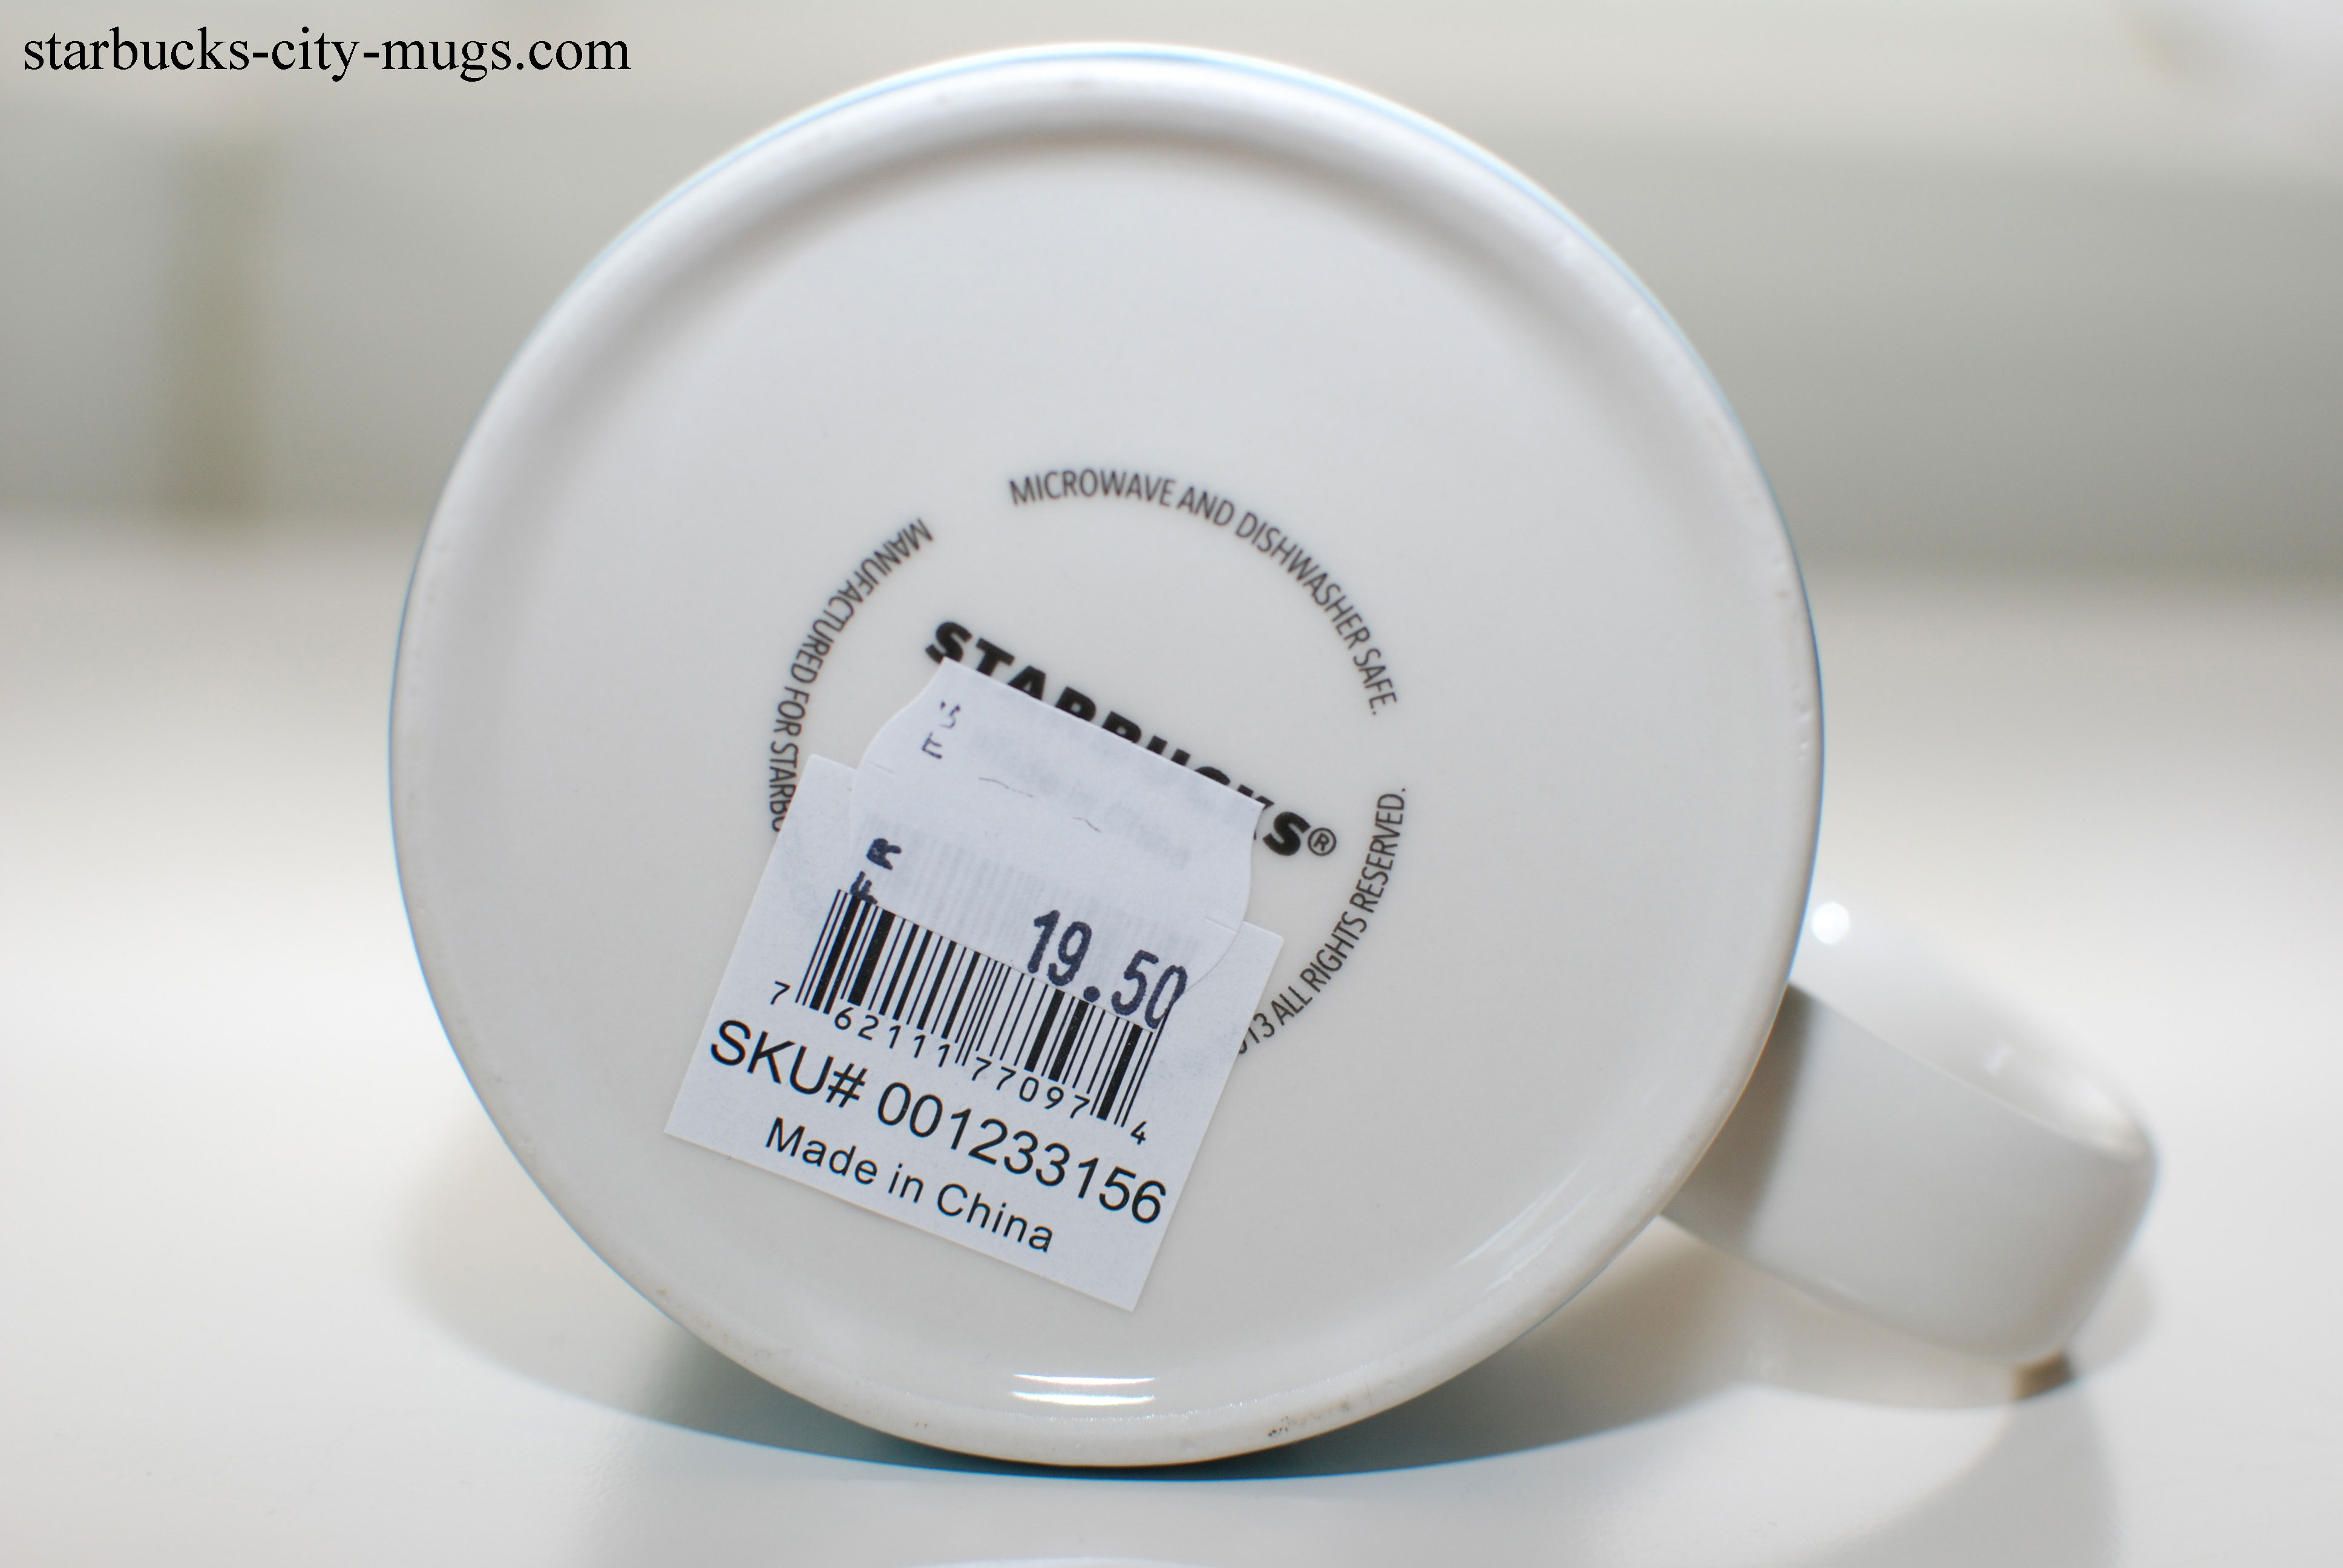 starbucks-city-mugs.com
MICROWAVE AND DISHWASHER SAFE.
MANUFACTURED FOR
STARBUCKS®
ALL RIGHTS RESERVED.
FR
19.50
7 62111 77097 4
SKU# 001233156
Made in China